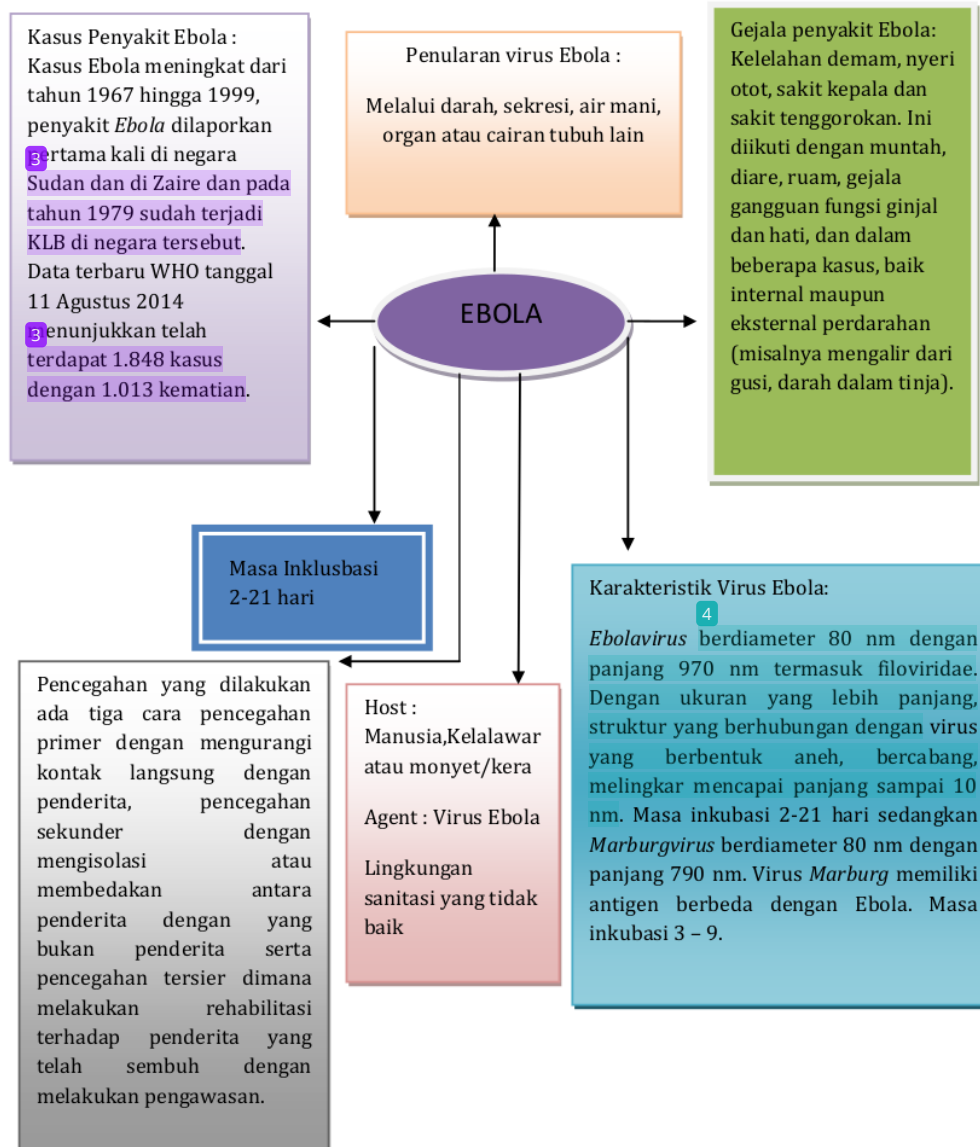 Kasus Penyakit Ebola :
Kasus Ebola meningkat dari
tahun 1967 hingga 1999,
penyakit Ebola dilaporkan
pertama kali di negara
3
Sudan dan di Zaire dan pada
tahun 1979 sudah terjadi
KLB di negara tersebut.
Data terbaru WHO tanggal
11 Agustus 2014
menunjukkan telah
3
terdapat 1.848 kasus
dengan 1.013 kematian.
Penularan virus Ebola :
Melalui darah, sekresi, air mani,
organ atau cairan tubuh lain
Gejala penyakit Ebola:
Kelelahan demam, nyeri
otot, sakit kepala dan
sakit tenggorokan. Ini
diikuti dengan muntah,
diare, ruam, gejala
gangguan fungsi ginjal
dan hati, dan dalam
beberapa kasus, baik
internal maupun
eksternal perdarahan
(misalnya mengalir dari
gusi, darah dalam tinja).
EBOLA
Masa Inklusbasi
2-21 hari
Pencegahan yang dilakukan
ada tiga cara pencegahan
primer dengan mengurangi
kontak langsung dengan
penderita, pencegahan
sekunder dengan
mengisolasi atau
membedakan antara
penderita dengan yang
bukan penderita serta
pencegahan tersier dimana
melakukan rehabilitasi
terhadap penderita yang
telah sembuh dengan
melakukan pengawasan.
Host :
Manusia,Kelalawar
atau monyet/kera
Agent : Virus Ebola
Lingkungan
sanitasi yang tidak
baik
Karakteristik Virus Ebola:
4
Ebolavirus berdiameter 80 nm dengan
panjang 970 nm termasuk filoviridae.
Dengan ukuran yang lebih panjang,
struktur yang berhubungan dengan virus
yang berbentuk aneh, bercabang,
melingkar mencapai panjang sampai 10
nm. Masa inkubasi 2-21 hari sedangkan
Marburgvirus berdiameter 80 nm dengan
panjang 790 nm. Virus Marburg memiliki
antigen berbeda dengan Ebola. Masa
inkubasi 3 – 9.